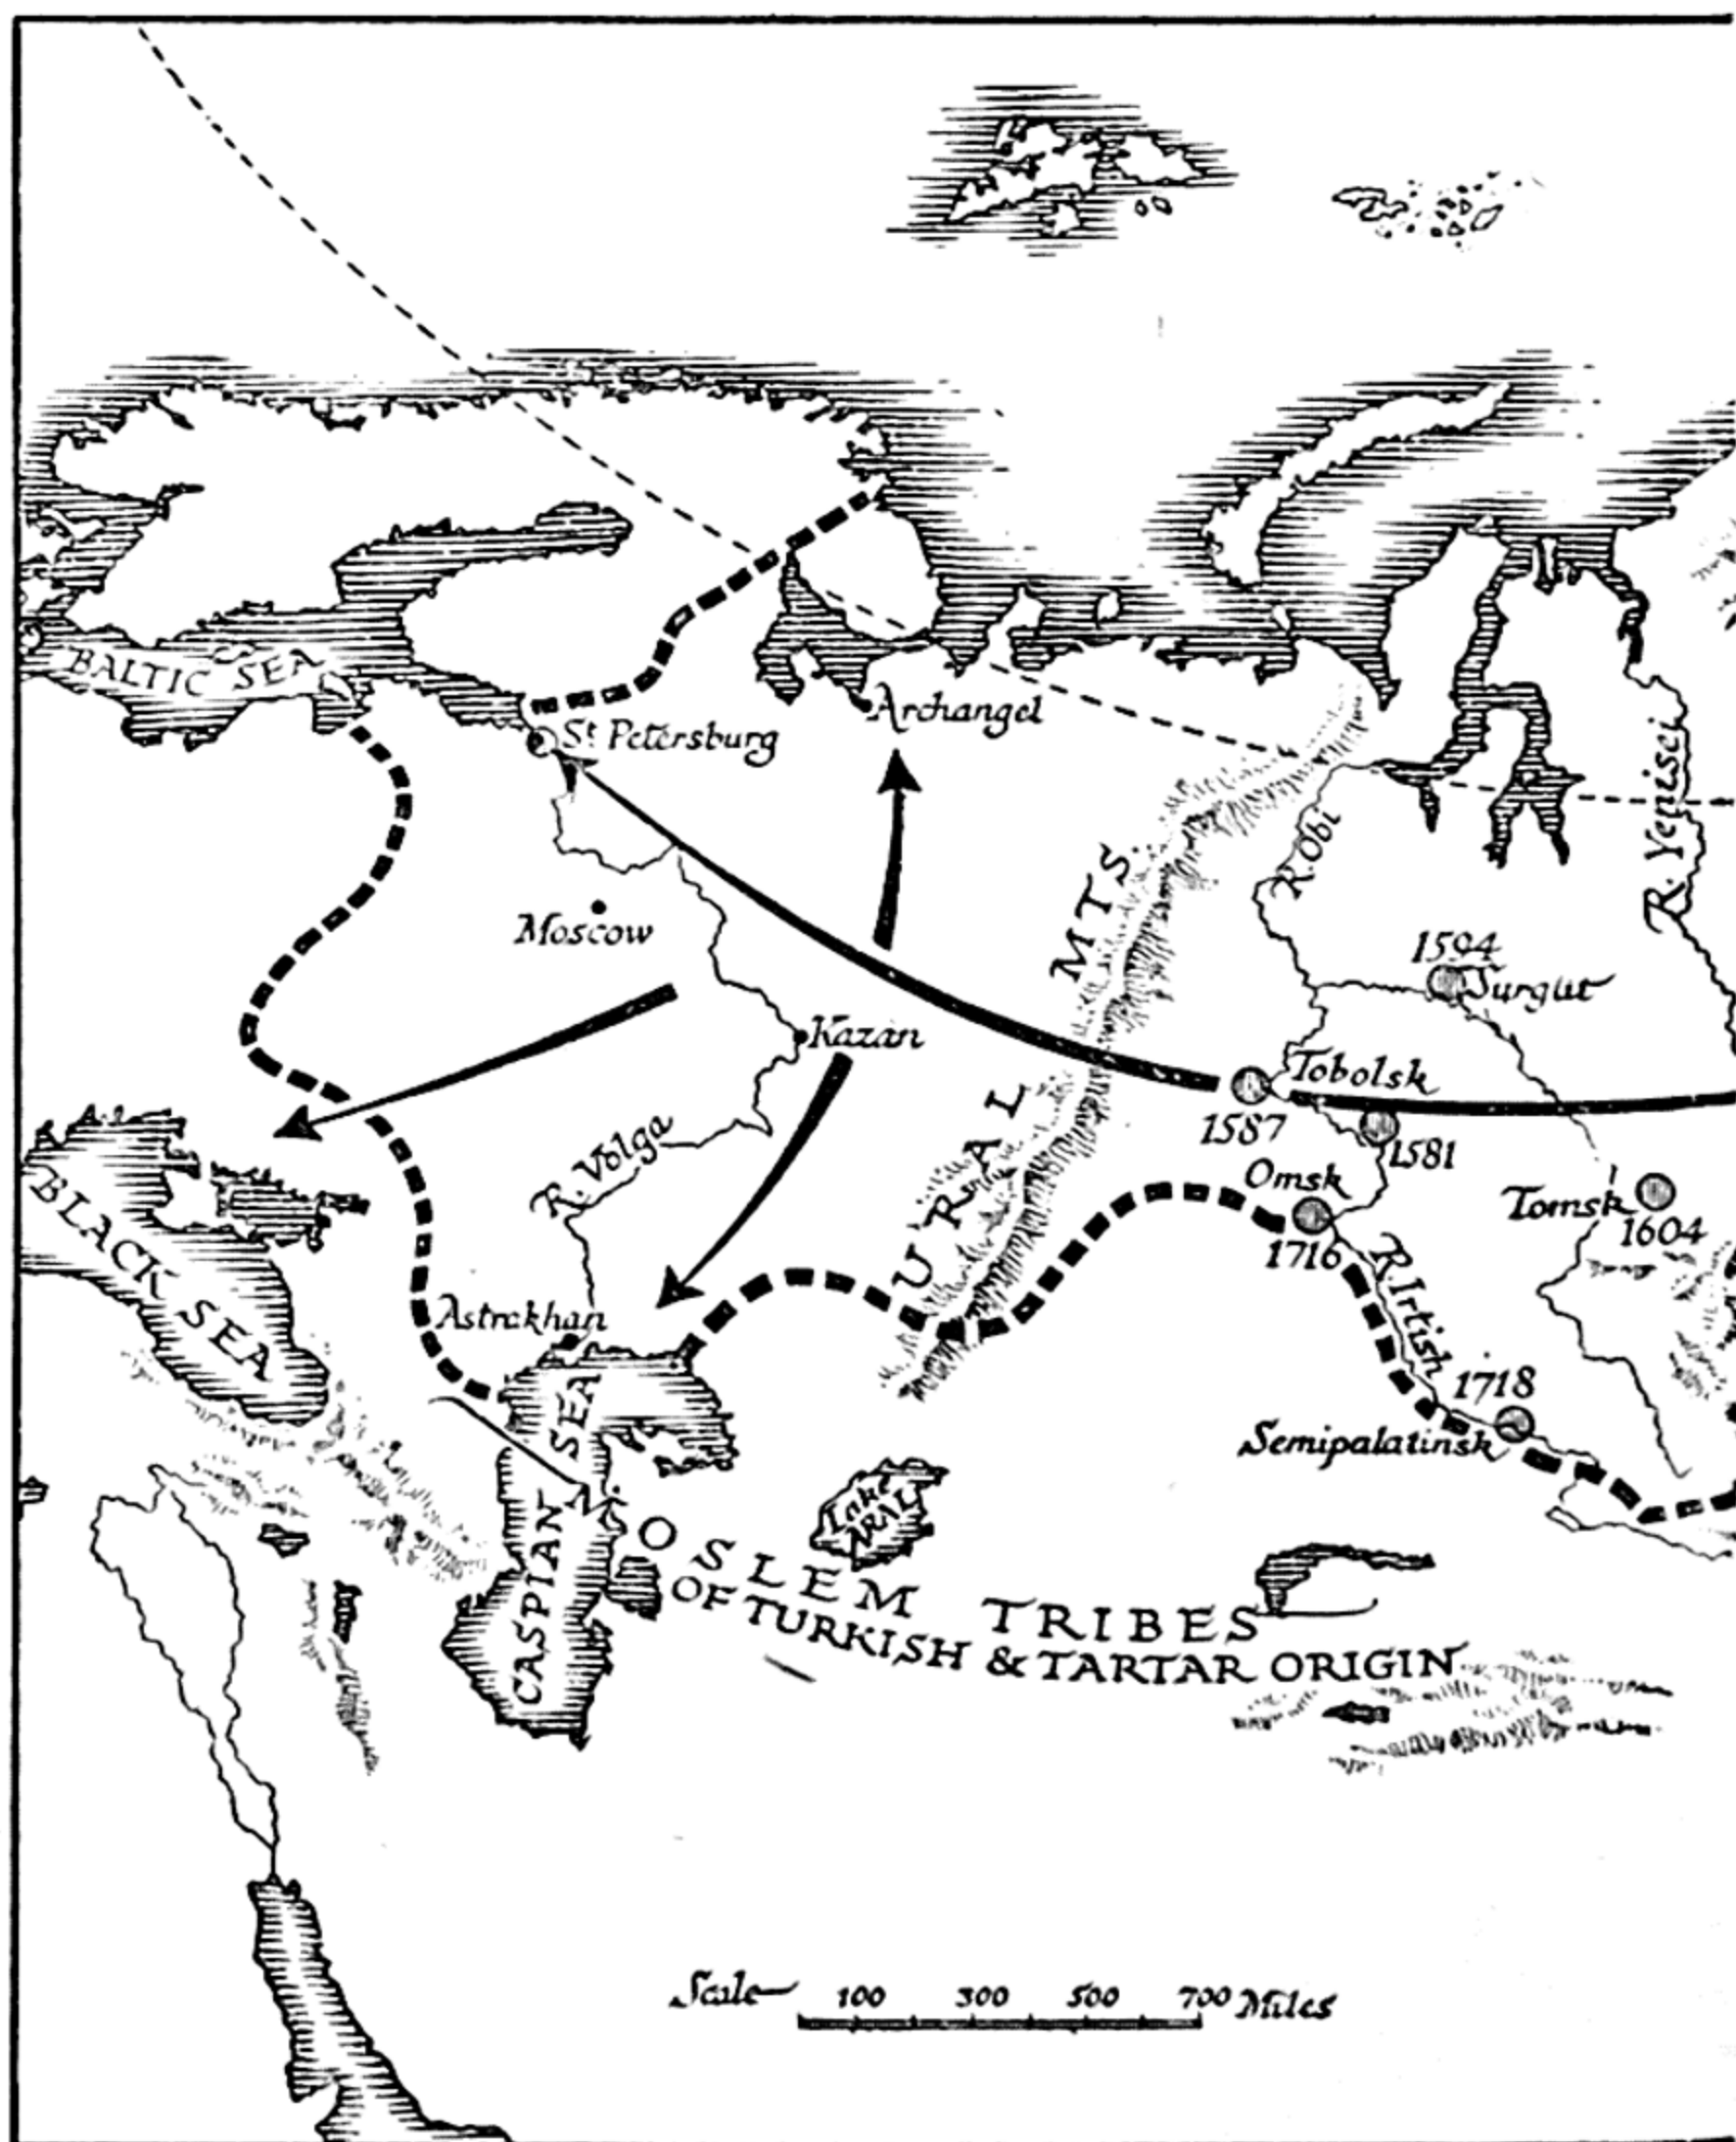 BALTIC SEA
Archangel
St Petersburg
R. Obi
R. Yenisei
MTS.
Moscow
1594
Surgut
Kazan
Tobolsk
1587
1581
R. Volga
URAL
Omsk
1716
Tomsk
1604
BLACK SEA
R. Irtish
Astrakhan
1718
Semipalatinsk
CASPIAN SEA
Lake
ARAL
MOSLEM TRIBES
OF TURKISH & TARTAR ORIGIN
Scale 100 300 500 700 Miles